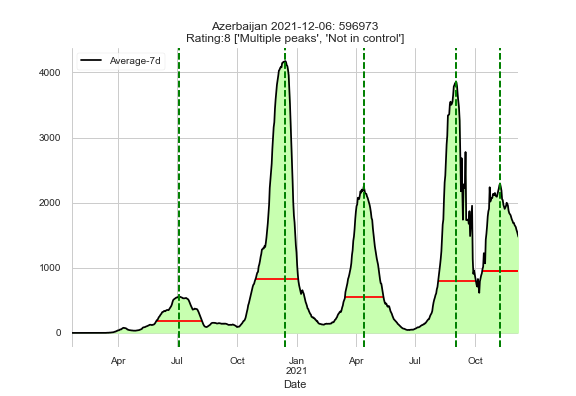 Azerbaijan 2021-12-06: 596973
Rating:8 ['Multiple peaks', 'Not in control']
Average-7d
4000
3000
2000
1000
0
Apr
Jul
Oct
Jan
2021
Apr
Jul
Oct
Date